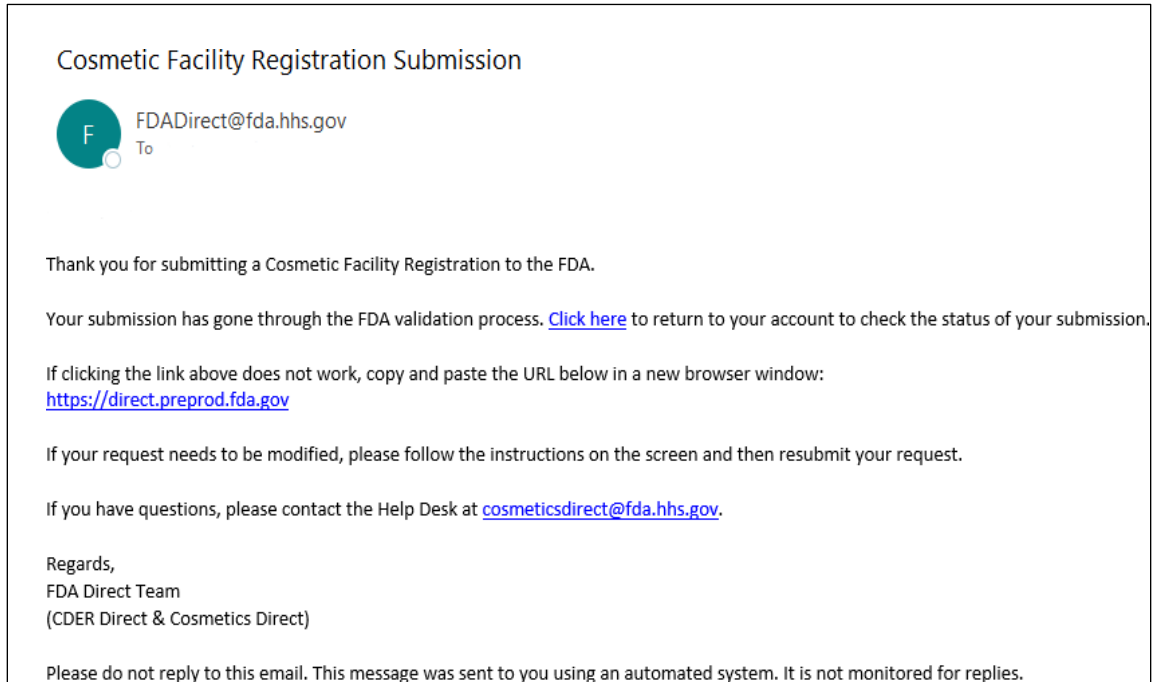 Cosmetic Facility Registration Submission
F
FDADirect@fda.hhs.gov
To
Thank you for submitting a Cosmetic Facility Registration to the FDA.
Your submission has gone through the FDA validation process. Click here to return to your account to check the status of your submission.
If clicking the link above does not work, copy and paste the URL below in a new browser window:
https://direct.preprod.fda.gov
If your request needs to be modified, please follow the instructions on the screen and then resubmit your request.
If you have questions, please contact the Help Desk at cosmeticsdirect@fda.hhs.gov.
Regards,
FDA Direct Team
(CDER Direct & Cosmetics Direct)
Please do not reply to this email. This message was sent to you using an automated system. It is not monitored for replies.